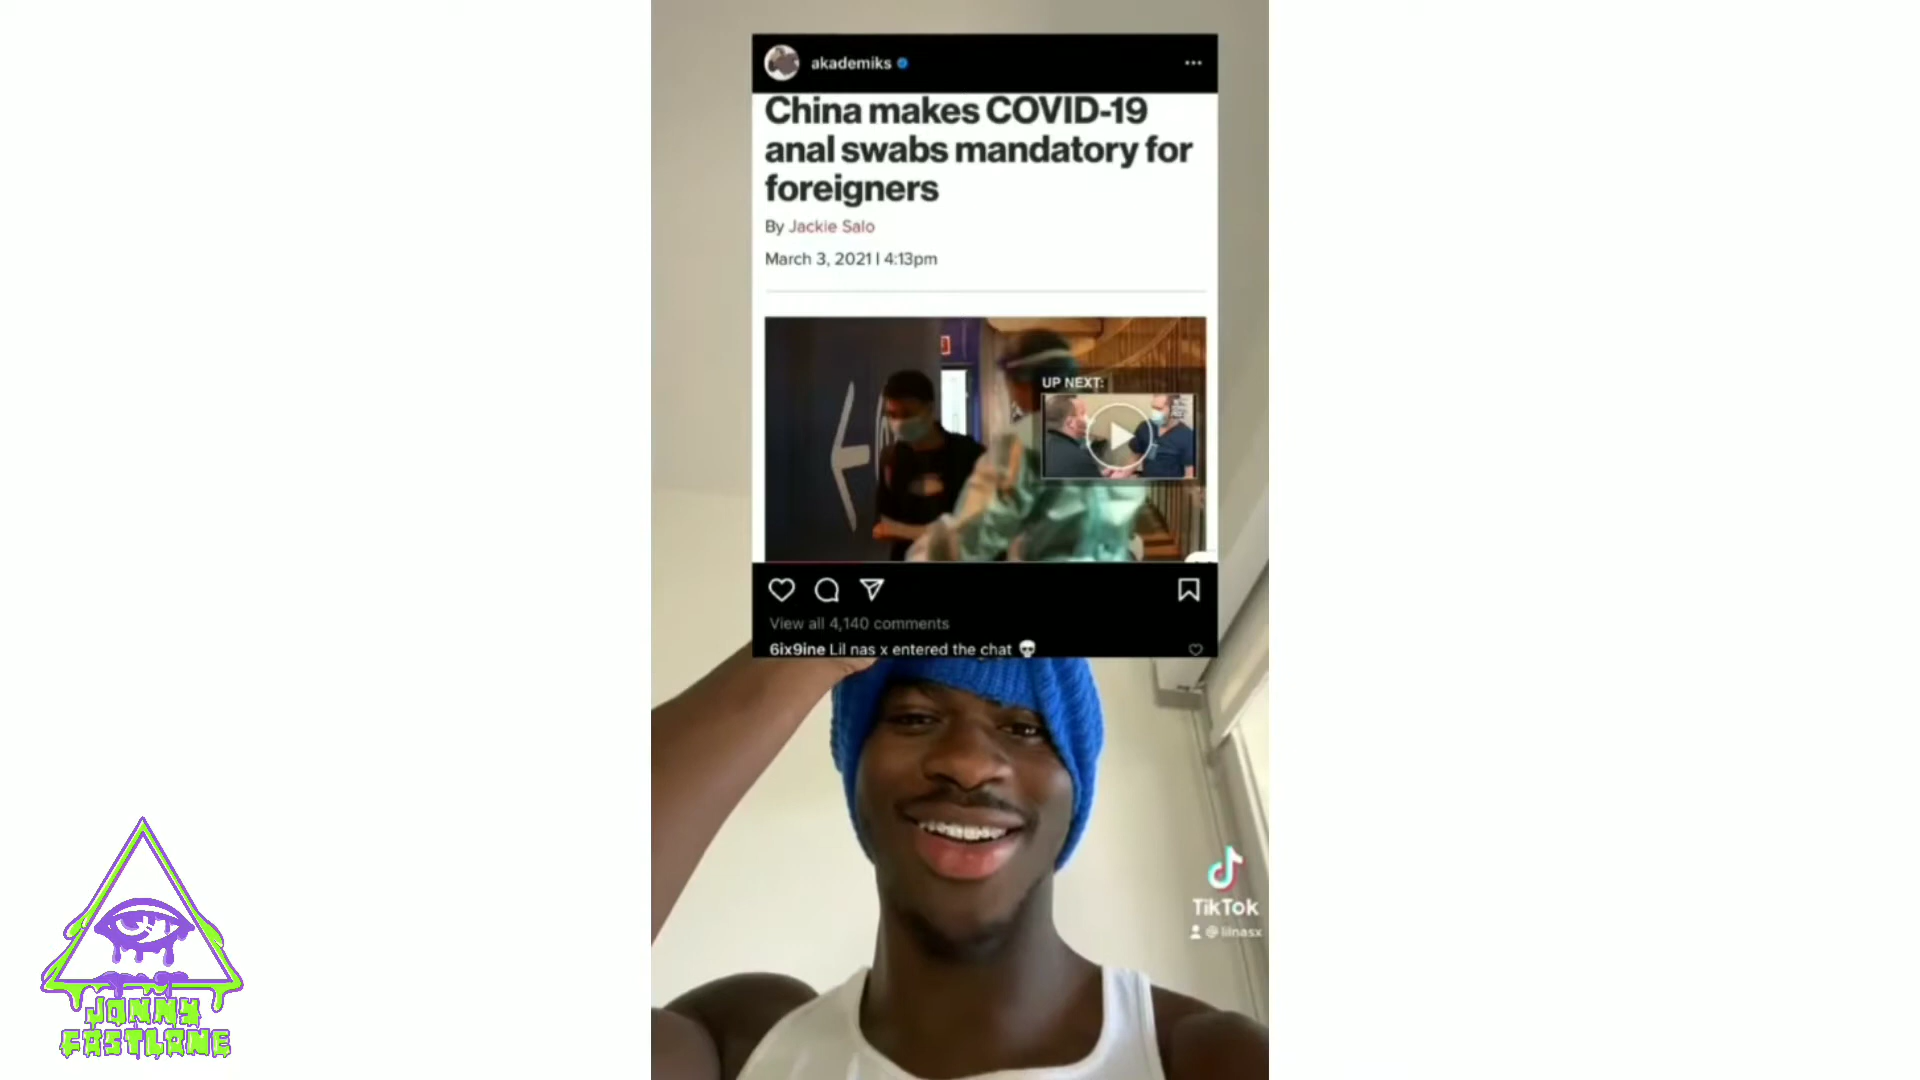 akademiks
China makes COVID-19
anal swabs mandatory for
foreigners
By Jackie Salo
March 3, 2021 | 4:13pm
UP NEXT:
View all 4,140 comments
6ix9ine Lil nas x entered the chat 💀
TikTok
@lilnasx
JONNY
FASTLANE